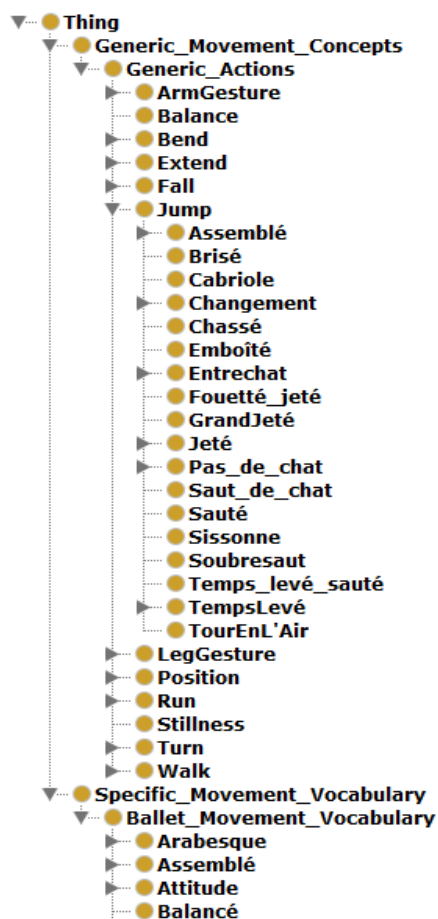 Thing
Generic_Movement_Concepts
Generic_Actions
ArmGesture
Balance
Bend
Extend
Fall
Jump
Assemblé
Brisé
Cabriole
Changement
Chassé
Emboîté
Entrechat
Fouetté_jeté
GrandJeté
Jeté
Pas_de_chat
Saut_de_chat
Sauté
Sissonne
Soubresaut
Temps_levé_sauté
TempsLevé
TourEnL'Air
LegGesture
Position
Run
Stillness
Turn
Walk
Specific_Movement_Vocabulary
Ballet_Movement_Vocabulary
Arabesque
Assemblé
Attitude
Balancé